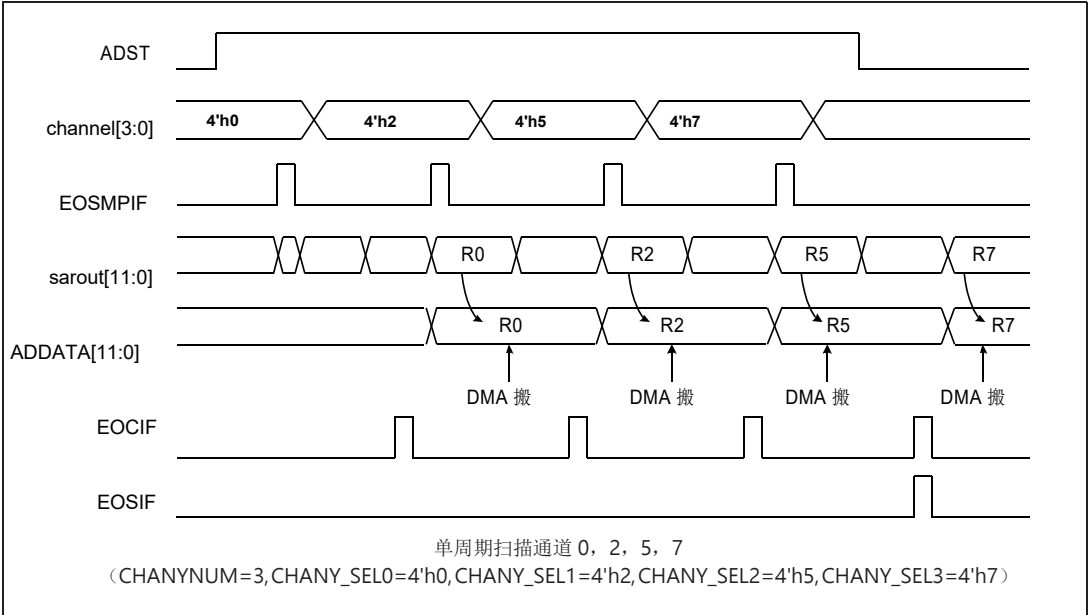 ADST
channel[3:0]
4'h0
4'h2
4'h5
4'h7
EOSMPIF
sarout[11:0]
R0
R2
R5
R7
ADDATA[11:0]
R0
R2
R5
R7
DMA 搬
DMA 搬
DMA 搬
DMA 搬
EOCIF
EOSIF
单周期扫描通道 0，2，5，7
（CHANYNUM=3,CHANY_SEL0=4'h0,CHANY_SEL1=4'h2,CHANY_SEL2=4'h5,CHANY_SEL3=4'h7）